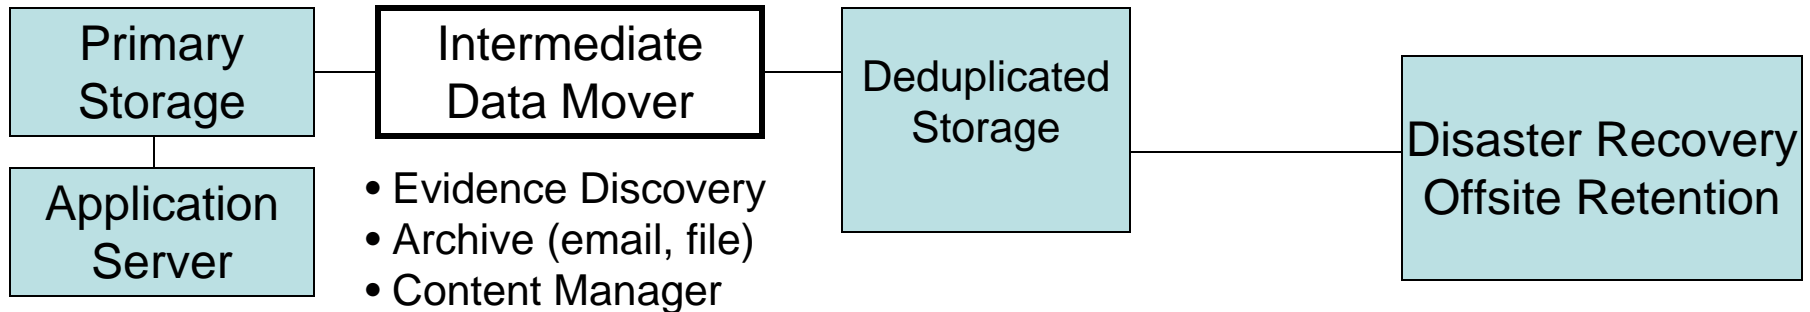 Primary
Storage
Application
Server
Intermediate
Data Mover
• Evidence Discovery
• Archive (email, file)
• Content Manager
Deduplicated
Storage
Disaster Recovery
Offsite Retention